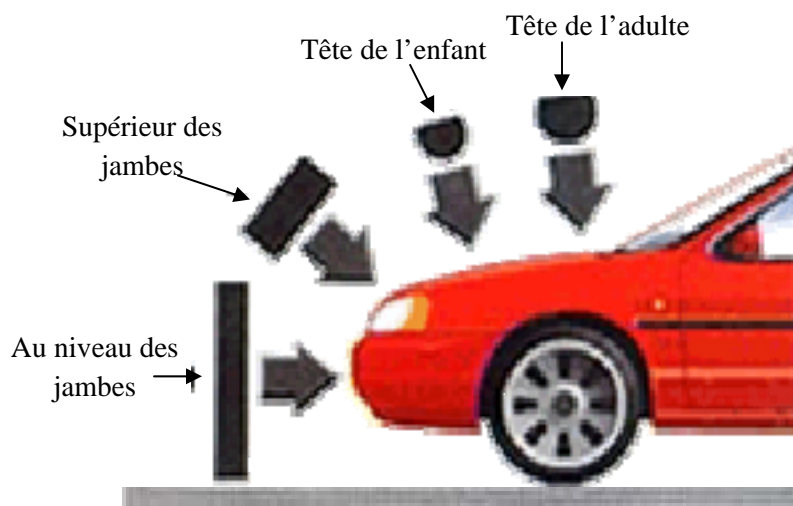 Tête de l'adulte
Tête de l'enfant
Supérieur des
jambes
Au niveau des
jambes